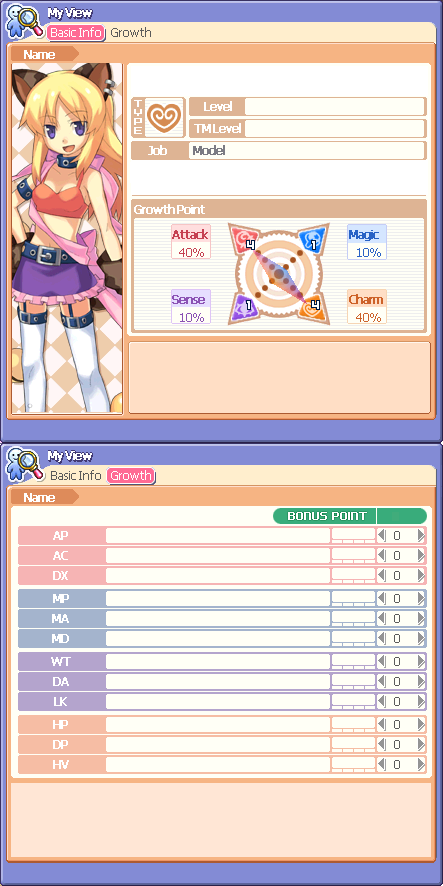 My View
Basic Info Growth
Name
TYPE
Level
TM Level
Job Model
Growth Point
Attack
40%
Magic
10%
4 1
1 4
Sense
10%
Charm
40%
My View
Basic Info Growth
Name
BONUS POINT
AP 0
AC 0
DX 0
MP 0
MA 0
MD 0
WT 0
DA 0
LK 0
HP 0
DP 0
HV 0